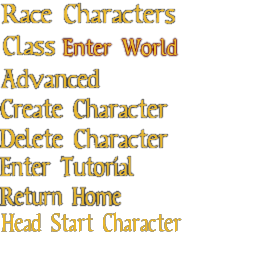 Race Characters
Class Enter World
Advanced
Create Character
Delete Character
Enter Tutorial
Return Home
Head Start Character